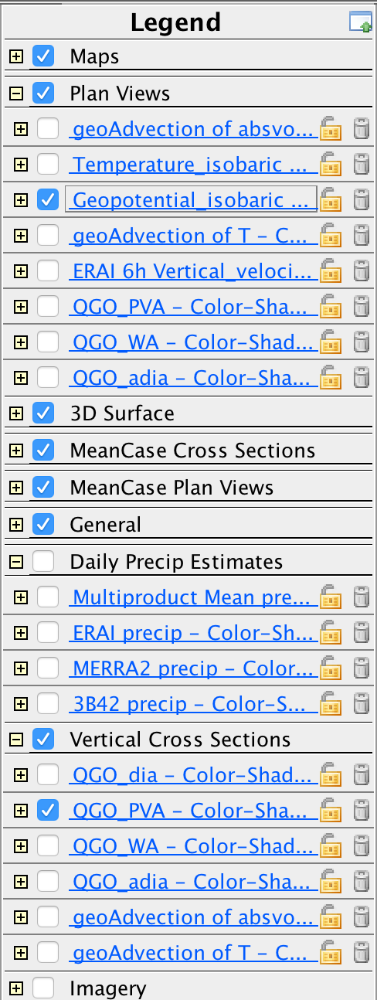 Legend
Maps
Plan Views
geoAdvection of absvo...
Temperature_isobaric ...
Geopotential_isobaric ...
geoAdvection of T - C...
ERAI 6h Vertical_veloci...
QGO_PVA - Color-Sha...
QGO_WA - Color-Shad...
QGO_adia - Color-Sha...
3D Surface
MeanCase Cross Sections
MeanCase Plan Views
General
Daily Precip Estimates
Multiproduct Mean pre...
ERAI precip - Color-Sh...
MERRA2 precip - Color...
3B42 precip - Color-S...
Vertical Cross Sections
QGO_dia - Color-Shad...
QGO_PVA - Color-Sha...
QGO_WA - Color-Shad...
QGO_adia - Color-Sha...
geoAdvection of absvo...
geoAdvection of T - C...
Imagery